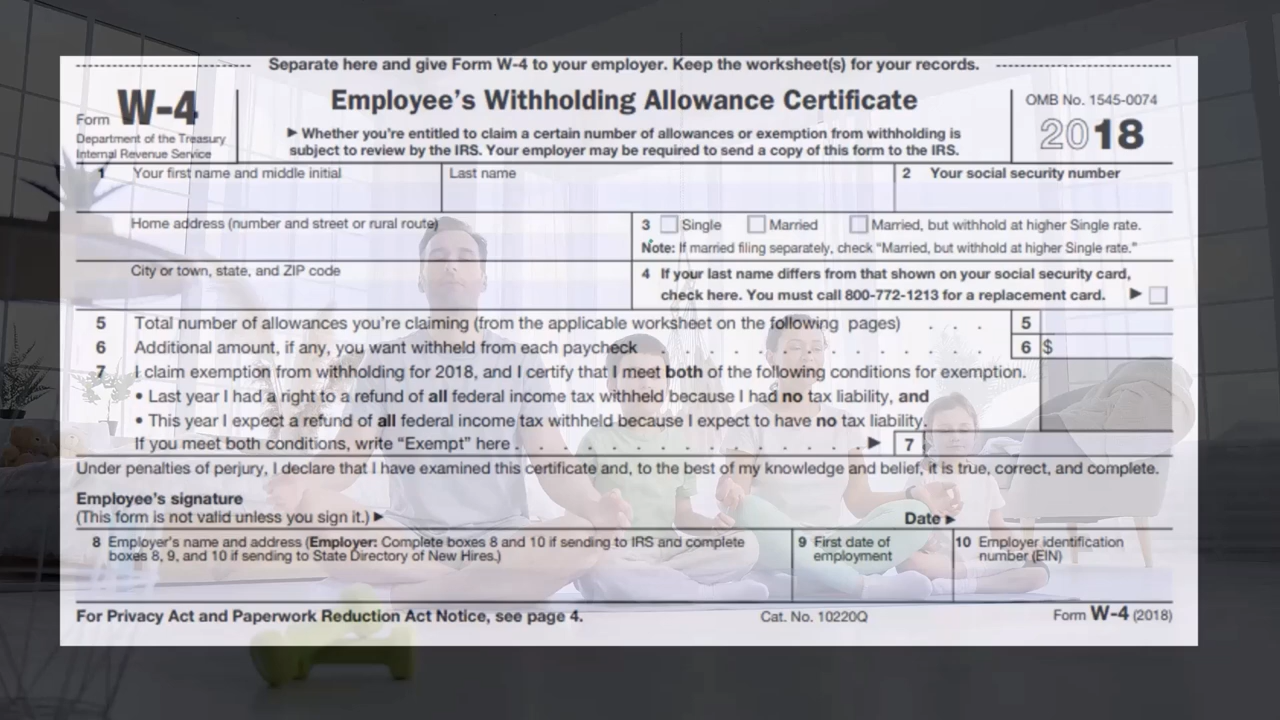 Separate here and give Form W-4 to your employer. Keep the worksheet(s) for your records.
Form W-4
Department of the Treasury
Internal Revenue Service
Employee's Withholding Allowance Certificate
▶ Whether you're entitled to claim a certain number of allowances or exemption from withholding is
subject to review by the IRS. Your employer may be required to send a copy of this form to the IRS.
OMB No. 1545-0074
2018
1 Your first name and middle initial
Last name
2 Your social security number
Home address (number and street or rural route)
3 Single Married Married, but withhold at higher Single rate.
Note: If married filing separately, check "Married, but withhold at higher Single rate."
City or town, state, and ZIP code
4 If your last name differs from that shown on your social security card,
check here. You must call 800-772-1213 for a replacement card. ▶
5 Total number of allowances you're claiming (from the applicable worksheet on the following pages) . . . 5
6 Additional amount, if any, you want withheld from each paycheck . . . . . . . . . . . . . 6 $
7 I claim exemption from withholding for 2018, and I certify that I meet both of the following conditions for exemption.
• Last year I had a right to a refund of all federal income tax withheld because I had no tax liability, and
• This year I expect a refund of all federal income tax withheld because I expect to have no tax liability.
If you meet both conditions, write "Exempt" here . . . . . . . . . . . . . ▶ 7
Under penalties of perjury, I declare that I have examined this certificate and, to the best of my knowledge and belief, it is true, correct, and complete.
Employee's signature
(This form is not valid unless you sign it.) ▶
Date ▶
8 Employer's name and address (Employer: Complete boxes 8 and 10 if sending to IRS and complete
boxes 8, 9, and 10 if sending to State Directory of New Hires.)
9 First date of
employment
10 Employer identification
number (EIN)
For Privacy Act and Paperwork Reduction Act Notice, see page 4.
Cat. No. 10220Q
Form W-4 (2018)